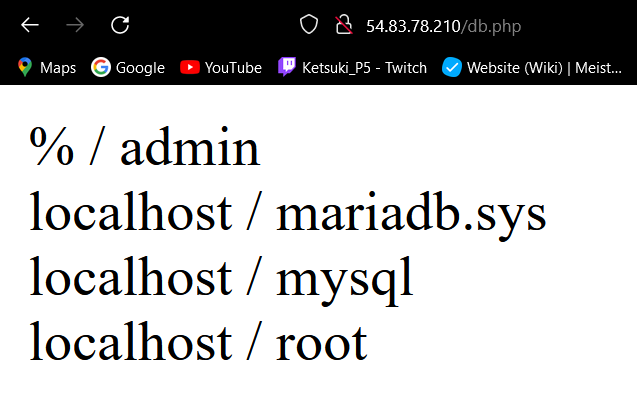 54.83.78.210/db.php
Maps Google YouTube Ketsuki_P5 - Twitch Website (Wiki) | Meist...
% / admin
localhost / mariadb.sys
localhost / mysql
localhost / root